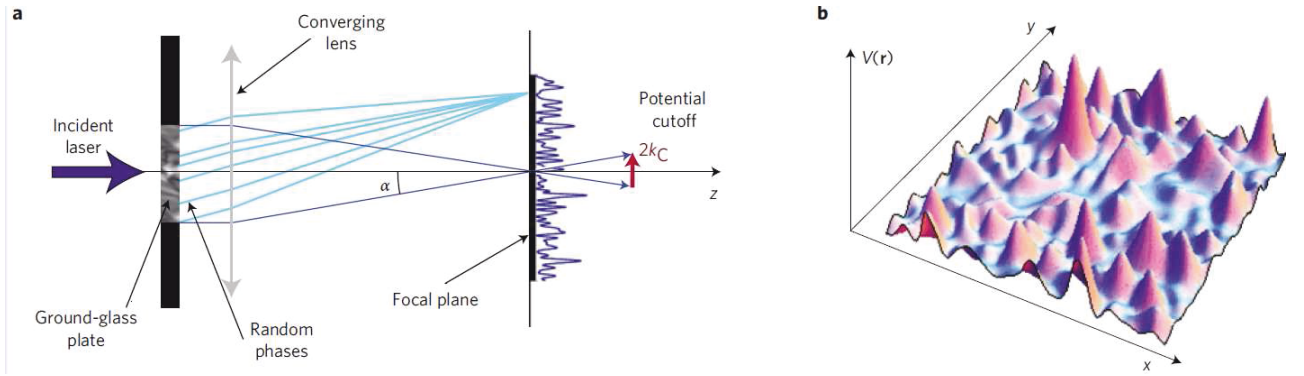 a
Converging
lens
Incident
laser
α
Potential
cutoff
2kC
z
Focal plane
Ground-glass
plate
Random
phases
b
V(r)
y
x